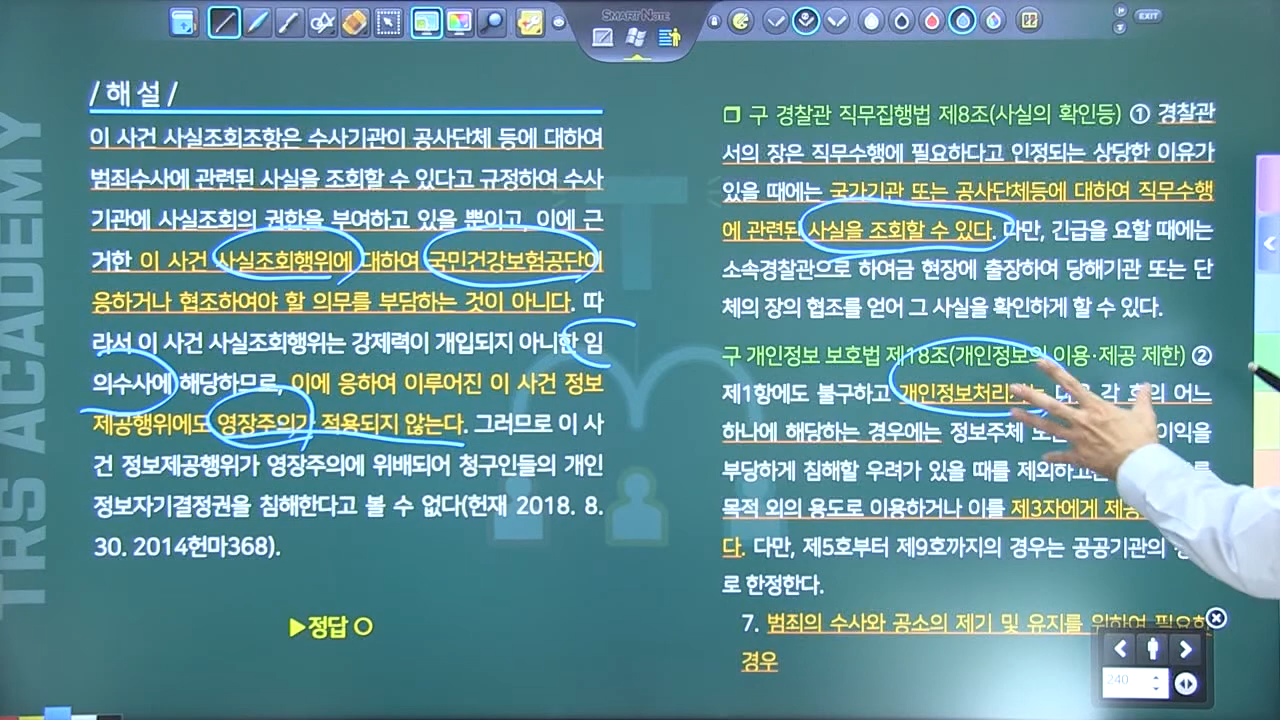 SMART NOTE
EXIT
TRS ACADEMY
/ 해 설 /
이 사건 사실조회조항은 수사기관이 공사단체 등에 대하여
범죄수사에 관련된 사실을 조회할 수 있다고 규정하여 수사
기관에 사실조회의 권한을 부여하고 있을 뿐이고, 이에 근
거한 이 사건 사실조회행위에 대하여 국민건강보험공단이
응하거나 협조하여야 할 의무를 부담하는 것이 아니다. 따
라서 이 사건 사실조회행위는 강제력이 개입되지 아니한 임
의수사에 해당하므로, 이에 응하여 이루어진 이 사건 정보
제공행위에도 영장주의가 적용되지 않는다. 그러므로 이 사
건 정보제공행위가 영장주의에 위배되어 청구인들의 개인
정보자기결정권을 침해한다고 볼 수 없다(헌재 2018. 8.
30. 2014헌마368).
▶정답 O
❒ 구 경찰관 직무집행법 제8조(사실의 확인등) ① 경찰관
서의 장은 직무수행에 필요하다고 인정되는 상당한 이유가
있을 때에는 국가기관 또는 공사단체등에 대하여 직무수행
에 관련된 사실을 조회할 수 있다. 다만, 긴급을 요할 때에는
소속경찰관으로 하여금 현장에 출장하여 당해기관 또는 단
체의 장의 협조를 얻어 그 사실을 확인하게 할 수 있다.
구 개인정보 보호법 제18조(개인정보의 이용·제공 제한) ②
제1항에도 불구하고 각 호의 어느
하나에 해당하는 경우에는 정보주체 이익을
부당하게 침해할 우려가 있을 때를 제외하고는
목적 외의 용도로 이용하거나 이를 제3자에게
다. 다만, 제5호부터 제9호까지의 경우는 공공기관의
로 한정한다.
7. 범죄의 수사와 공소의 제기 및 유지를 위하여 필요한
경우
240